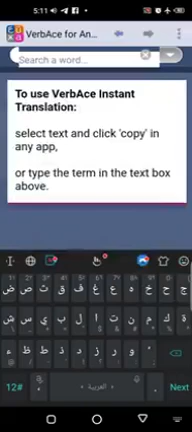 5:11
VerbAce for An...
Search a word...
To use VerbAce Instant
Translation:
select text and click 'copy' in
any app,
or type the term in the text box
above.
ض ص ق ف غ ع ه خ ح ج
ش س ي ب ل ا ت ن م ك
ء ظ ط ذ د ز ر و
12#
العربية
Next